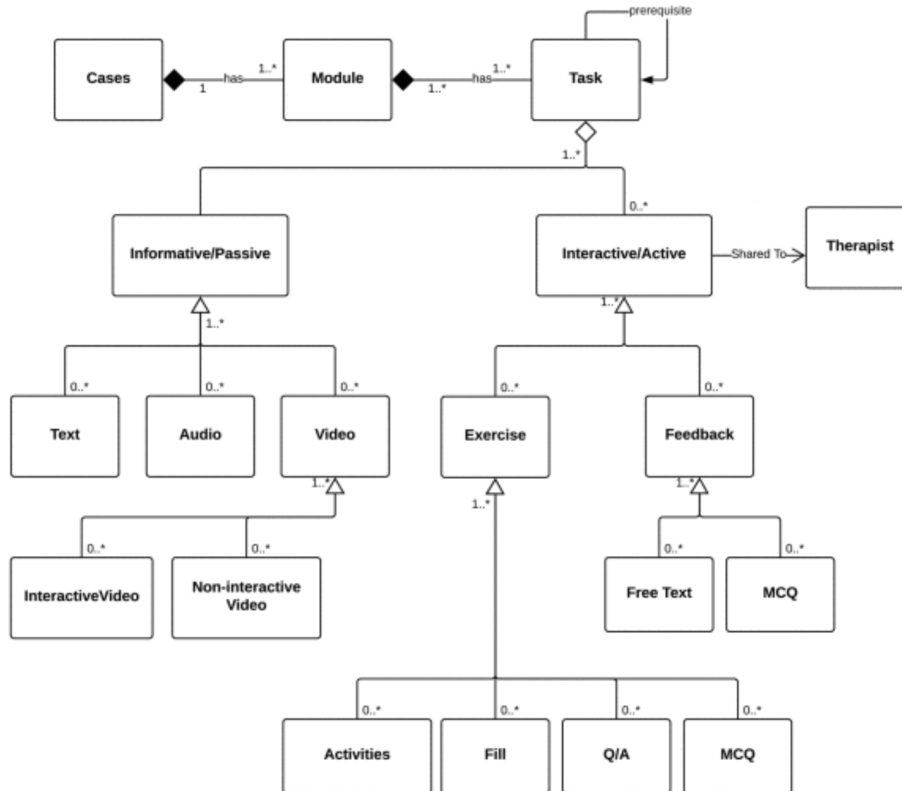 prerequisite
Cases
has
1
1..*
Module
has
1..*
1..*
Task
1..*
0..*
Informative/Passive
Interactive/Active
Shared To
Therapist
1..*
1..*
0..*
0..*
0..*
0..*
0..*
Text
Audio
Video
Exercise
Feedback
1..*
1..*
1..*
0..*
0..*
0..*
0..*
InteractiveVideo
Non-interactive
Video
Free Text
MCQ
0..*
0..*
0..*
0..*
Activities
Fill
Q/A
MCQ